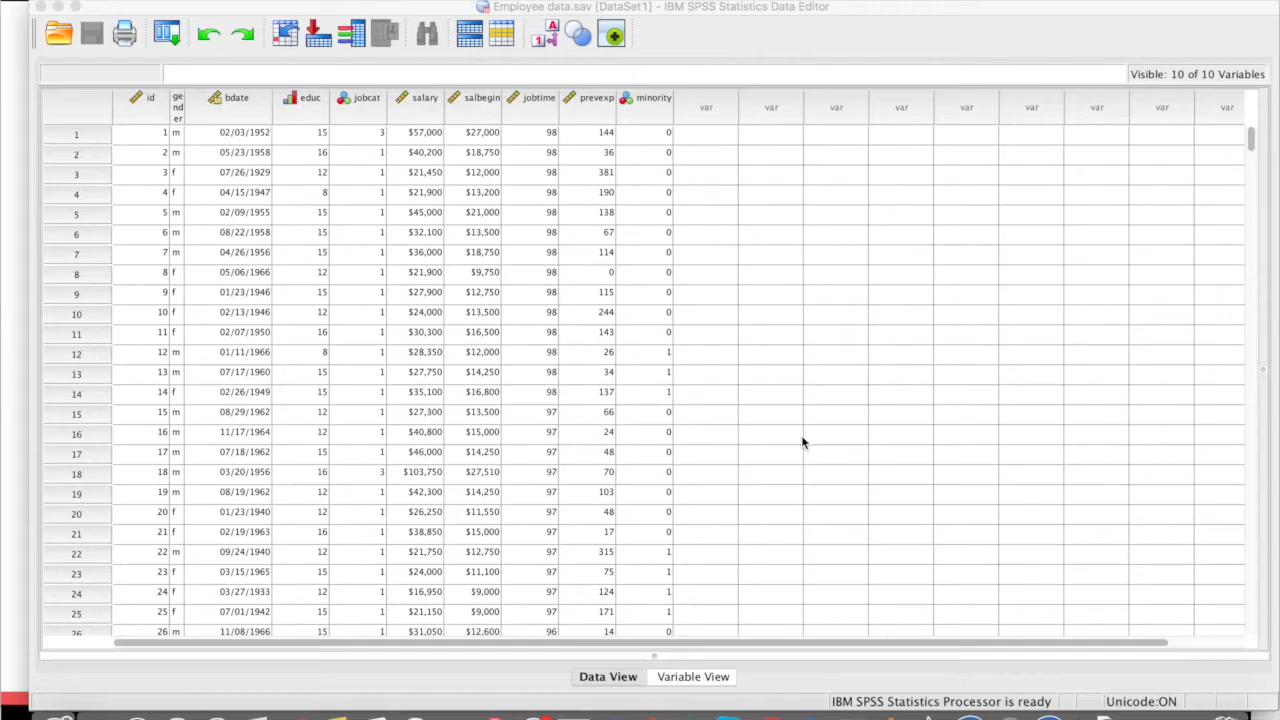 Employee data.sav [DataSet1] - IBM SPSS Statistics Data Editor
Visible: 10 of 10 Variables
id gender bdate educ jobcat salary salbegin jobtime prevexp minority var var var var var var var var var
1 1 m 02/03/1952 15 3 $57,000 $27,000 98 144 0
2 2 m 05/23/1958 16 1 $40,200 $18,750 98 36 0
3 3 f 07/26/1929 12 1 $21,450 $12,000 98 381 0
4 4 f 04/15/1947 8 1 $21,900 $13,200 98 190 0
5 5 m 02/09/1955 15 1 $45,000 $21,000 98 138 0
6 6 m 08/22/1958 15 1 $32,100 $13,500 98 67 0
7 7 m 04/26/1956 15 1 $36,000 $18,750 98 114 0
8 8 f 05/06/1966 12 1 $21,900 $9,750 98 0 0
9 9 f 01/23/1946 15 1 $27,900 $12,750 98 115 0
10 10 f 02/13/1946 12 1 $24,000 $13,500 98 244 0
11 11 f 02/07/1950 16 1 $30,300 $16,500 98 143 0
12 12 m 01/11/1966 8 1 $28,350 $12,000 98 26 1
13 13 m 07/17/1960 15 1 $27,750 $14,250 98 34 1
14 14 f 02/26/1949 15 1 $35,100 $16,800 98 137 1
15 15 m 08/29/1962 12 1 $27,300 $13,500 97 66 0
16 16 m 11/17/1964 12 1 $40,800 $15,000 97 24 0
17 17 m 07/18/1962 15 1 $46,000 $14,250 97 48 0
18 18 m 03/20/1956 16 3 $103,750 $27,510 97 70 0
19 19 m 08/19/1962 12 1 $42,300 $14,250 97 103 0
20 20 f 01/23/1940 12 1 $26,250 $11,550 97 48 0
21 21 f 02/19/1963 16 1 $38,850 $15,000 97 17 0
22 22 m 09/24/1940 12 1 $21,750 $12,750 97 315 1
23 23 f 03/15/1965 15 1 $24,000 $11,100 97 75 1
24 24 f 03/27/1933 12 1 $16,950 $9,000 97 124 1
25 25 f 07/01/1942 15 1 $21,150 $9,000 97 171 1
26 26 m 11/08/1966 15 1 $31,050 $12,600 96 14 0
Data View Variable View
IBM SPSS Statistics Processor is ready Unicode:ON